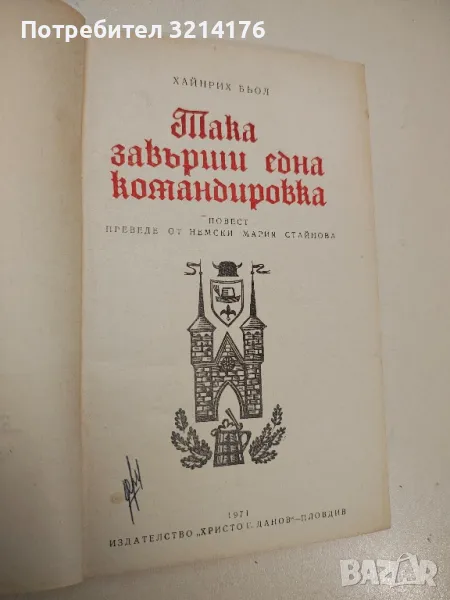 Потребител 3214176
ХАЙНРИХ БЬОЛ
Така
завърши една
командировка
ПОВЕСТ
ПРЕВЕДЕ ОТ НЕМСКИ МАРИЯ СТАЙНОВА
1971
ИЗДАТЕЛСТВО „ХРИСТО Г. ДАНОВ" — ПЛОВДИВ
BAZAR